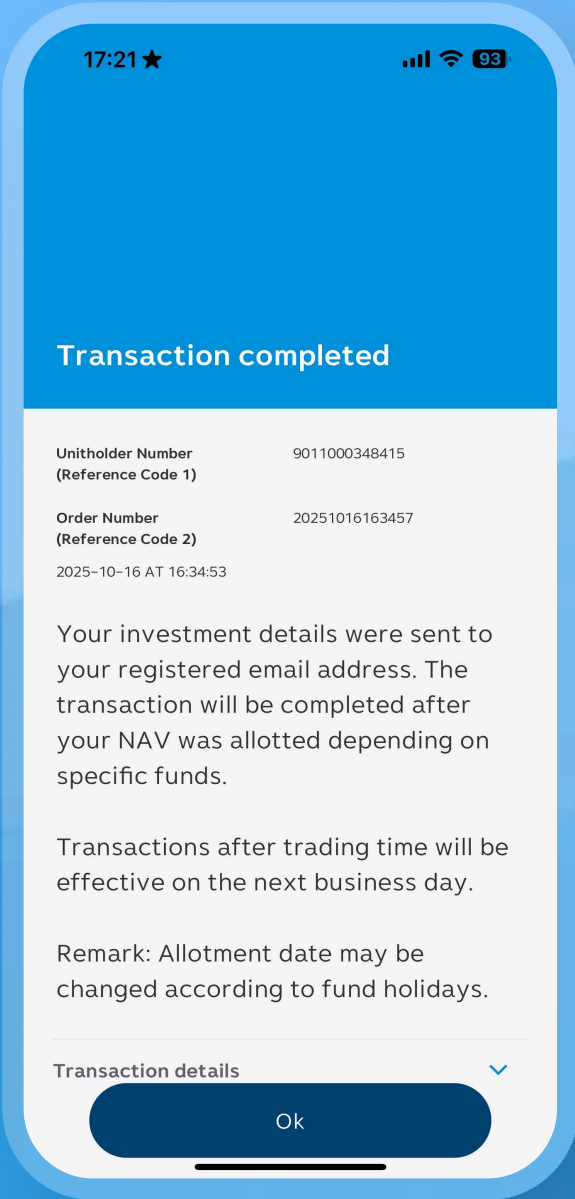 17:21
93
Transaction completed
Unitholder Number 9011000348415
(Reference Code 1)
Order Number 20251016163457
(Reference Code 2)
2025-10-16 AT 16:34:53
Your investment details were sent to
your registered email address. The
transaction will be completed after
your NAV was allotted depending on
specific funds.
Transactions after trading time will be
effective on the next business day.
Remark: Allotment date may be
changed according to fund holidays.
Transaction details
Ok